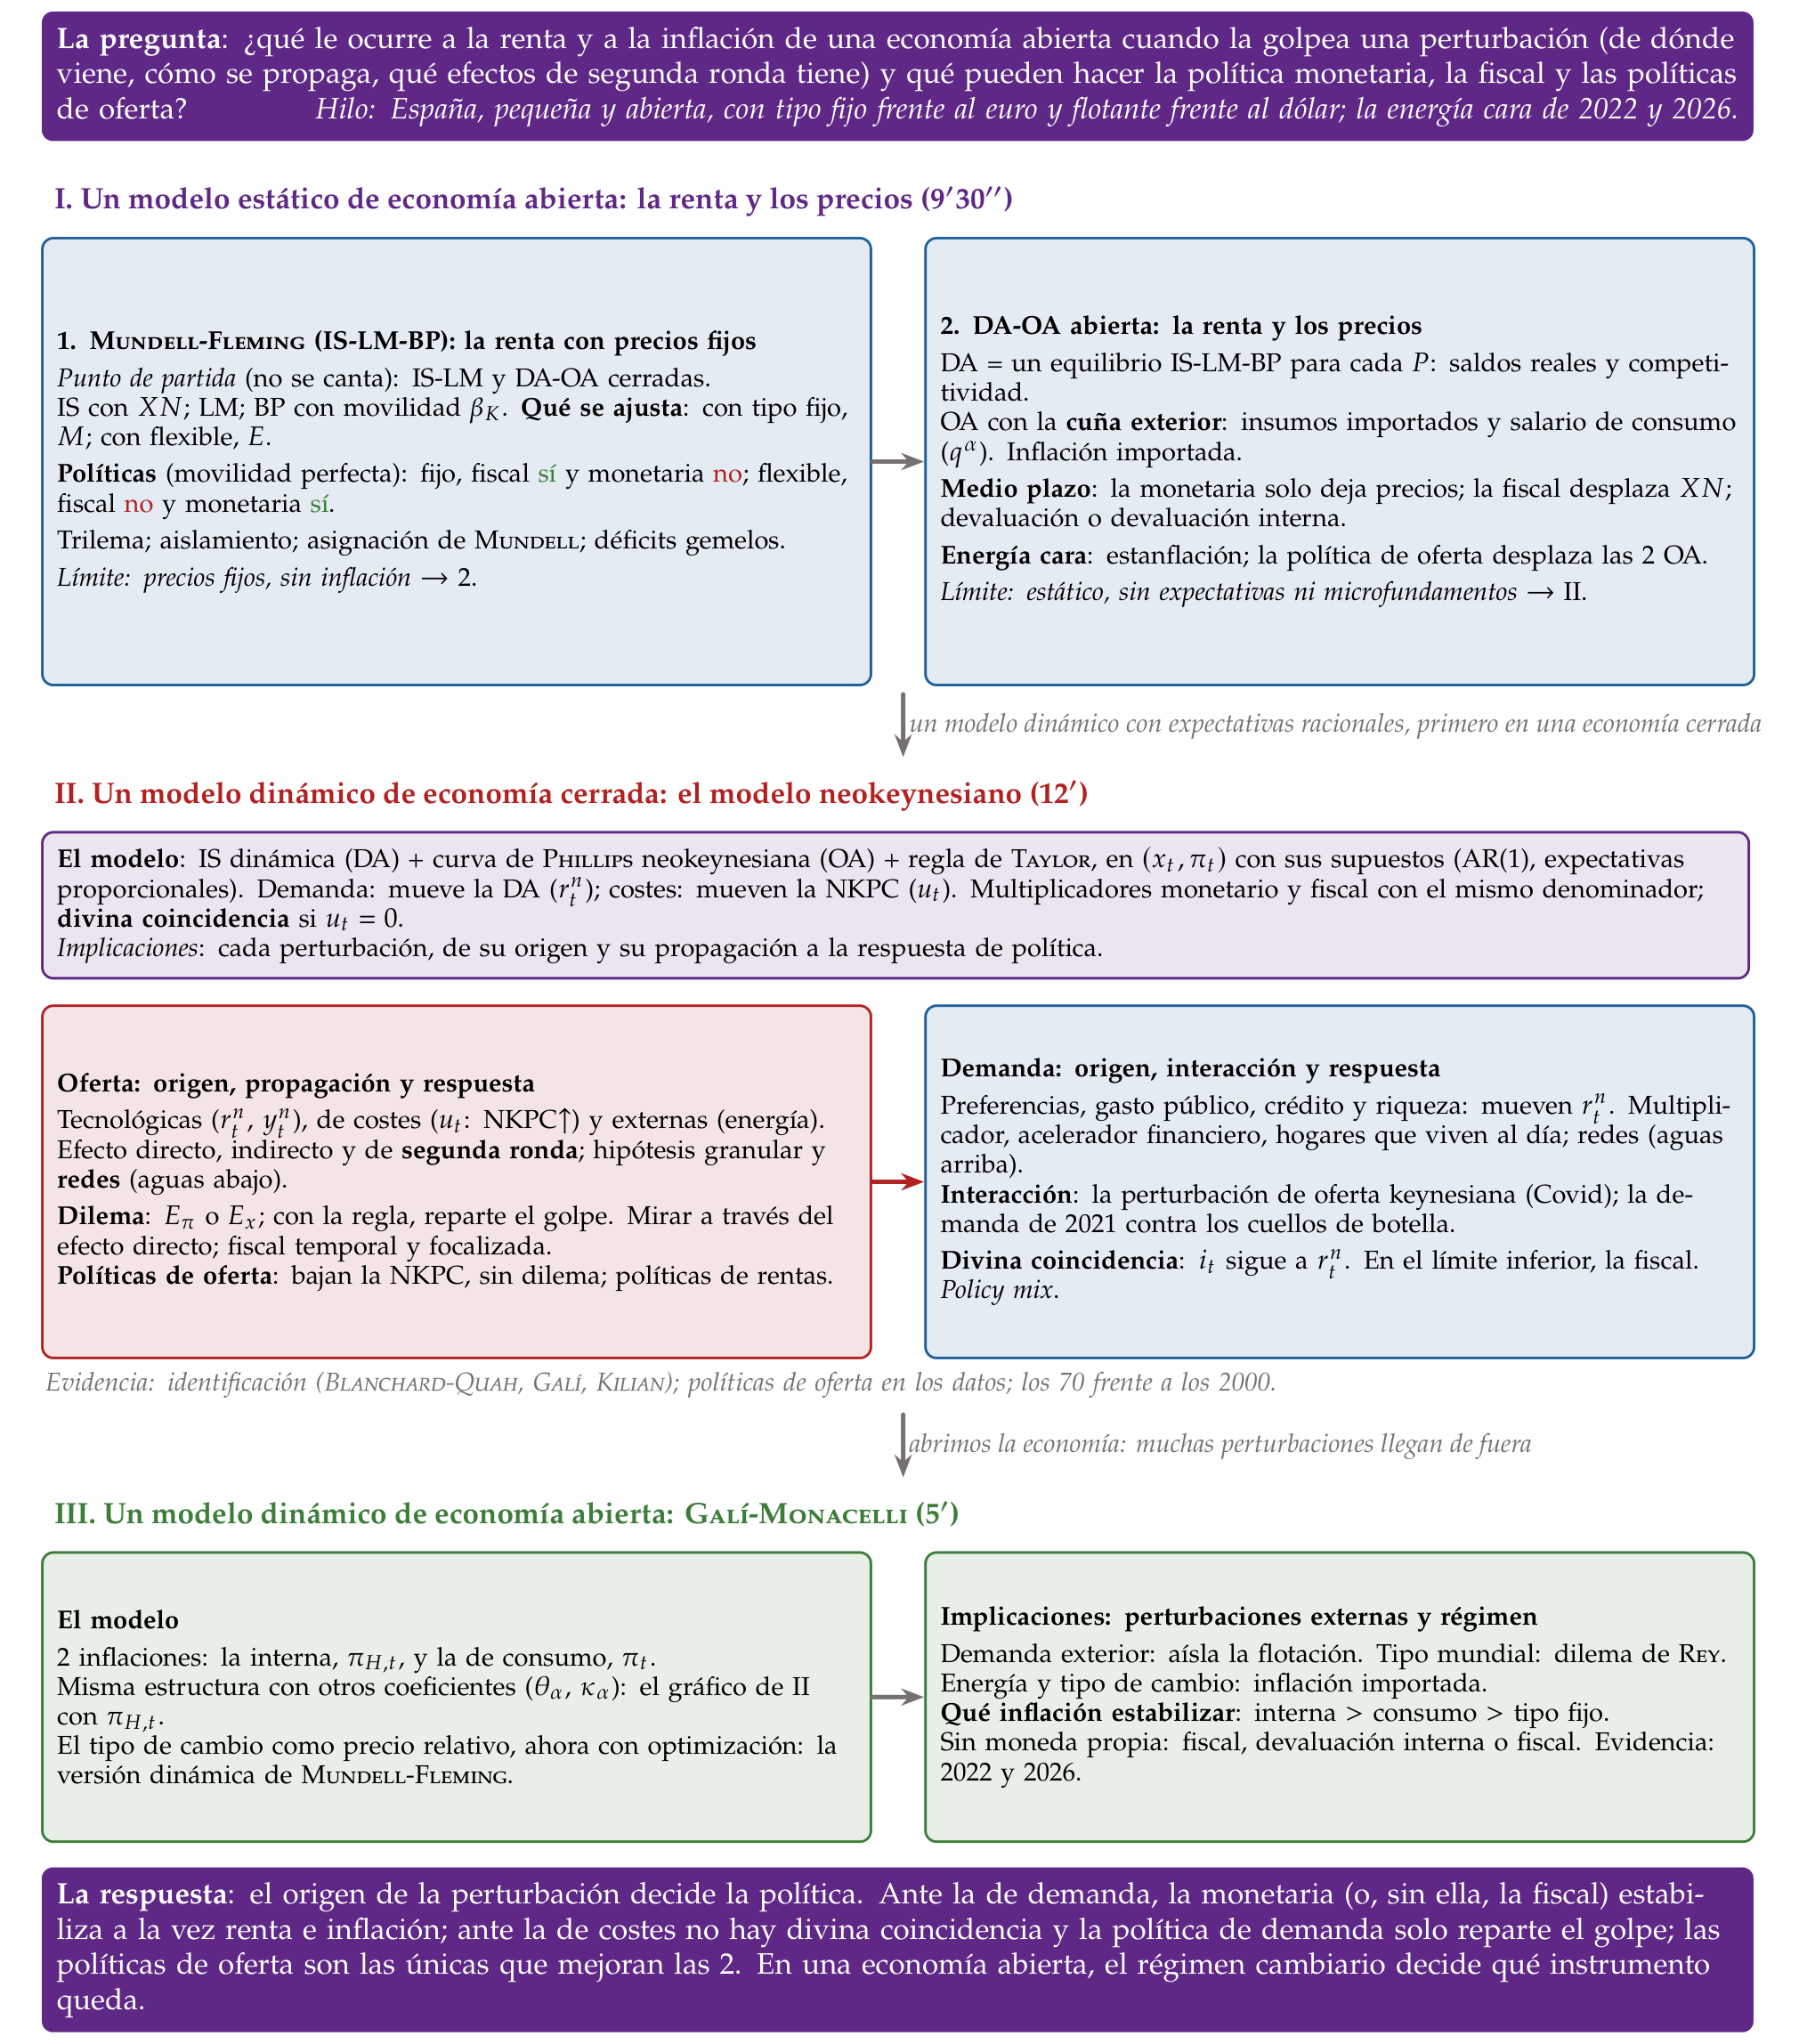 La pregunta: ¿qué le ocurre a la renta y a la inflación de una economía abierta cuando la golpea una perturbación (de dónde
viene, cómo se propaga, qué efectos de segunda ronda tiene) y qué pueden hacer la política monetaria, la fiscal y las políticas
de oferta? Hilo: España, pequeña y abierta, con tipo fijo frente al euro y flotante frente al dólar; la energía cara de 2022 y 2026.
I. Un modelo estático de economía abierta: la renta y los precios (9′30′′)
1. Mundell-Fleming (IS-LM-BP): la renta con precios fijos
Punto de partida (no se canta): IS-LM y DA-OA cerradas.
IS con XN; LM; BP con movilidad β_K. Qué se ajusta: con tipo fijo,
M; con flexible, E.
Políticas (movilidad perfecta): fijo, fiscal sí y monetaria no; flexible,
fiscal no y monetaria sí.
Trilema; aislamiento; asignación de Mundell; déficits gemelos.
Límite: precios fijos, sin inflación → 2.
2. DA-OA abierta: la renta y los precios
DA = un equilibrio IS-LM-BP para cada P: saldos reales y competi-
tividad.
OA con la cuña exterior: insumos importados y salario de consumo
(q^α). Inflación importada.
Medio plazo: la monetaria solo deja precios; la fiscal desplaza XN;
devaluación o devaluación interna.
Energía cara: estanflación; la política de oferta desplaza las 2 OA.
Límite: estático, sin expectativas ni microfundamentos → II.
un modelo dinámico con expectativas racionales, primero en una economía cerrada
II. Un modelo dinámico de economía cerrada: el modelo neokeynesiano (12′)
El modelo: IS dinámica (DA) + curva de Phillips neokeynesiana (OA) + regla de Taylor, en (x_t, π_t) con sus supuestos (AR(1), expectativas
proporcionales). Demanda: mueve la DA (r_t^n); costes: mueven la NKPC (u_t). Multiplicadores monetario y fiscal con el mismo denominador;
divina coincidencia si u_t = 0.
Implicaciones: cada perturbación, de su origen y su propagación a la respuesta de política.
Oferta: origen, propagación y respuesta
Tecnológicas (r_t^n, y_t^n), de costes (u_t: NKPC↑) y externas (energía).
Efecto directo, indirecto y de segunda ronda; hipótesis granular y
redes (aguas abajo).
Dilema: E_π o E_x; con la regla, reparte el golpe. Mirar a través del
efecto directo; fiscal temporal y focalizada.
Políticas de oferta: bajan la NKPC, sin dilema; políticas de rentas.
Demanda: origen, interacción y respuesta
Preferencias, gasto público, crédito y riqueza: mueven r_t^n. Multipli-
cador, acelerador financiero, hogares que viven al día; redes (aguas
arriba).
Interacción: la perturbación de oferta keynesiana (Covid); la de-
manda de 2021 contra los cuellos de botella.
Divina coincidencia: i_t sigue a r_t^n. En el límite inferior, la fiscal.
Policy mix.
Evidencia: identificación (Blanchard-Quah, Galí, Kilian); políticas de oferta en los datos; los 70 frente a los 2000.
abrimos la economía: muchas perturbaciones llegan de fuera
III. Un modelo dinámico de economía abierta: Galí-Monacelli (5′)
El modelo
2 inflaciones: la interna, π_{H,t}, y la de consumo, π_t.
Misma estructura con otros coeficientes (θ_α, κ_α): el gráfico de II
con π_{H,t}.
El tipo de cambio como precio relativo, ahora con optimización: la
versión dinámica de Mundell-Fleming.
Implicaciones: perturbaciones externas y régimen
Demanda exterior: aísla la flotación. Tipo mundial: dilema de Rey.
Energía y tipo de cambio: inflación importada.
Qué inflación estabilizar: interna > consumo > tipo fijo.
Sin moneda propia: fiscal, devaluación interna o fiscal. Evidencia:
2022 y 2026.
La respuesta: el origen de la perturbación decide la política. Ante la de demanda, la monetaria (o, sin ella, la fiscal) estabi-
liza a la vez renta e inflación; ante la de costes no hay divina coincidencia y la política de demanda solo reparte el golpe; las
políticas de oferta son las únicas que mejoran las 2. En una economía abierta, el régimen cambiario decide qué instrumento
queda.